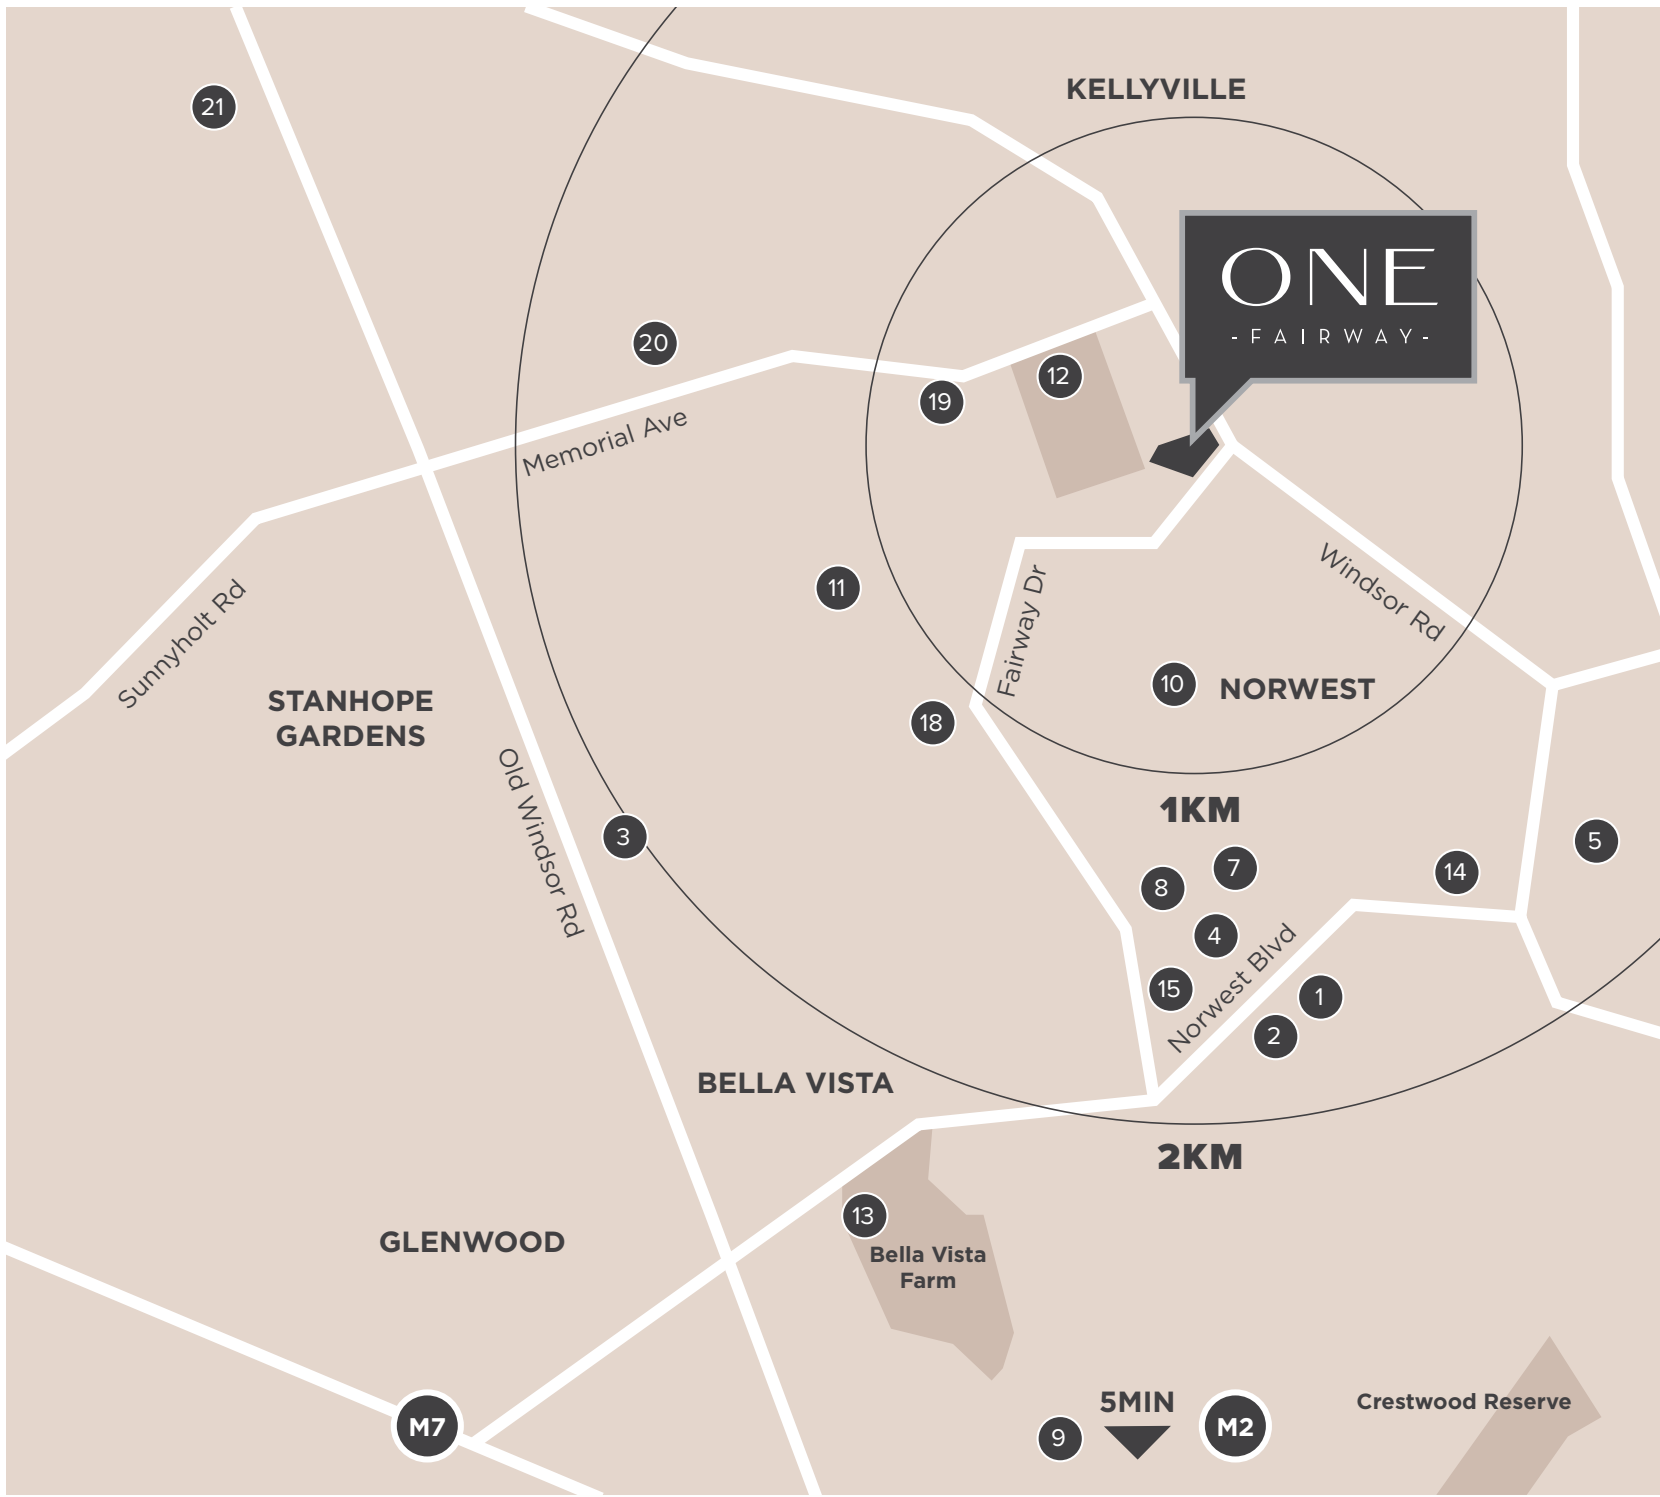 KELLYVILLE
21
ONE
-FAIRWAY-
20
12
19
Memorial Ave
11
Windsor Rd
Fairway Dr
Sunnyholt Rd
10
NORWEST
STANHOPE
GARDENS
18
Old Windsor Rd
1KM
3
5
7
14
8
4
15
Norwest Blvd
1
2
BELLA VISTA
2KM
13
GLENWOOD
Bella Vista
Farm
5MIN
Crestwood Reserve
M7
9
M2